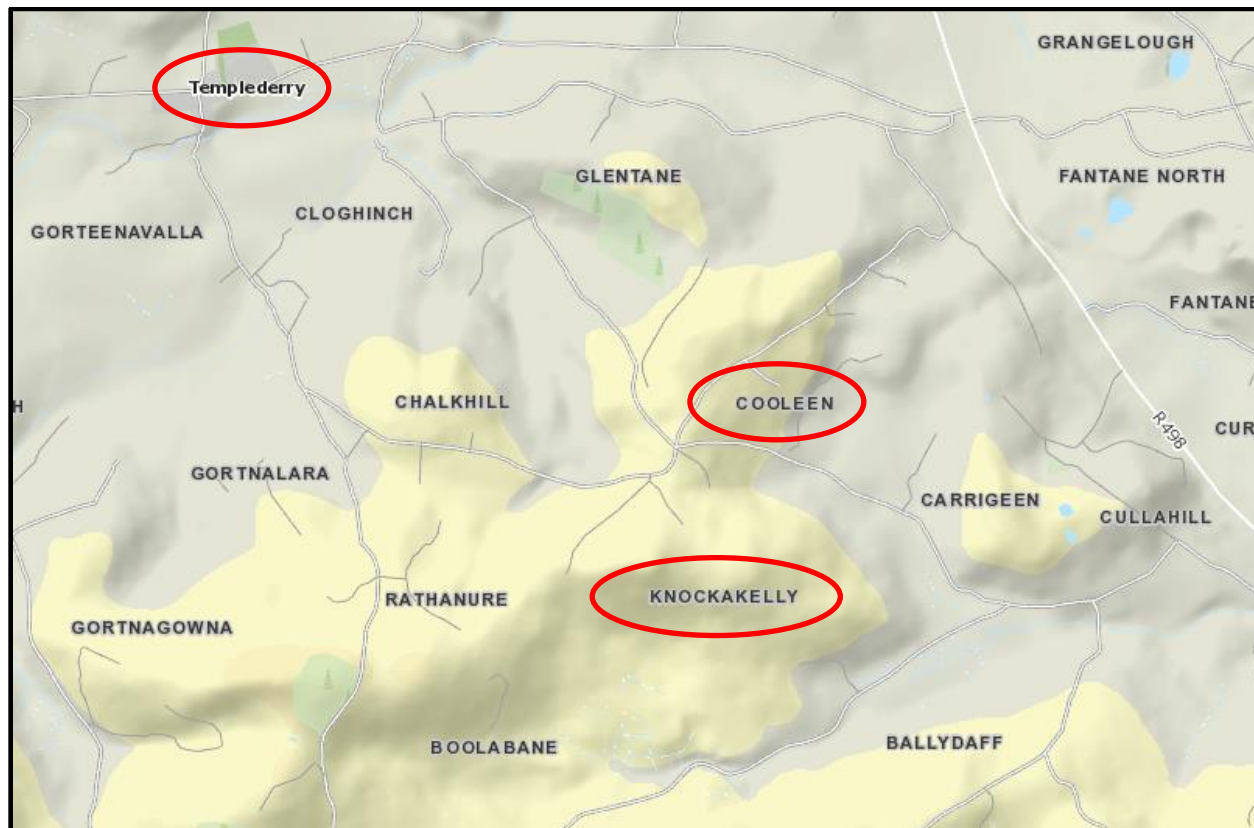 GRANGELOUGH
Templederry
GLENTANE
FANTANE NORTH
CLOGHINCH
GORTEENAVALLA
FANTANE
CHALKHILL
COOLEEN
H
R498
CUR
GORTNALARA
CARRIGEEN
CULLAHILL
RATHANURE
KNOCKAKELLY
GORTNAGOWNA
BOOLABANE
BALLYDAFF